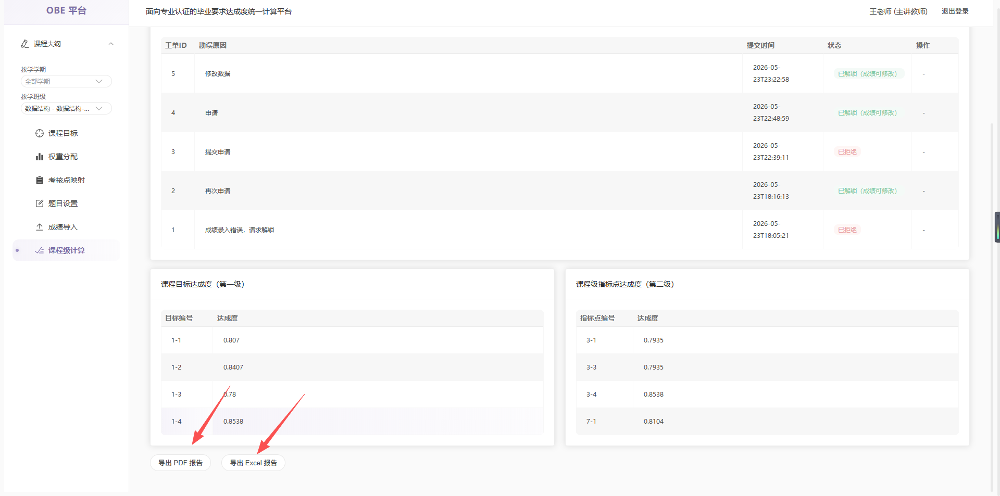 OBE 平台
面向专业认证的毕业要求达成度统一计算平台
王老师 (主讲教师)
退出登录
课程大纲
教学学期
全部学期
教学班级
数据结构 - 数据结构-...
课程目标
权重分配
考核点映射
题目设置
成绩导入
课程级计算
工单ID 勘误原因 提交时间 状态 操作
5 修改数据 2026-05-
23T23:22:58 已解锁（成绩可修改） -
4 申请 2026-05-
23T22:48:59 已解锁（成绩可修改） -
3 提交申请 2026-05-
23T22:39:11 已拒绝 -
2 再次申请 2026-05-
23T18:16:13 已解锁（成绩可修改） -
1 成绩录入错误，请求解锁 2026-05-
23T18:05:21 已拒绝 -
课程目标达成度（第一级）
目标编号 达成度
1-1 0.807
1-2 0.8407
1-3 0.78
1-4 0.8538
课程级指标点达成度（第二级）
指标点编号 达成度
3-1 0.7935
3-3 0.7935
3-4 0.8538
7-1 0.8104
导出 PDF 报告
导出 Excel 报告